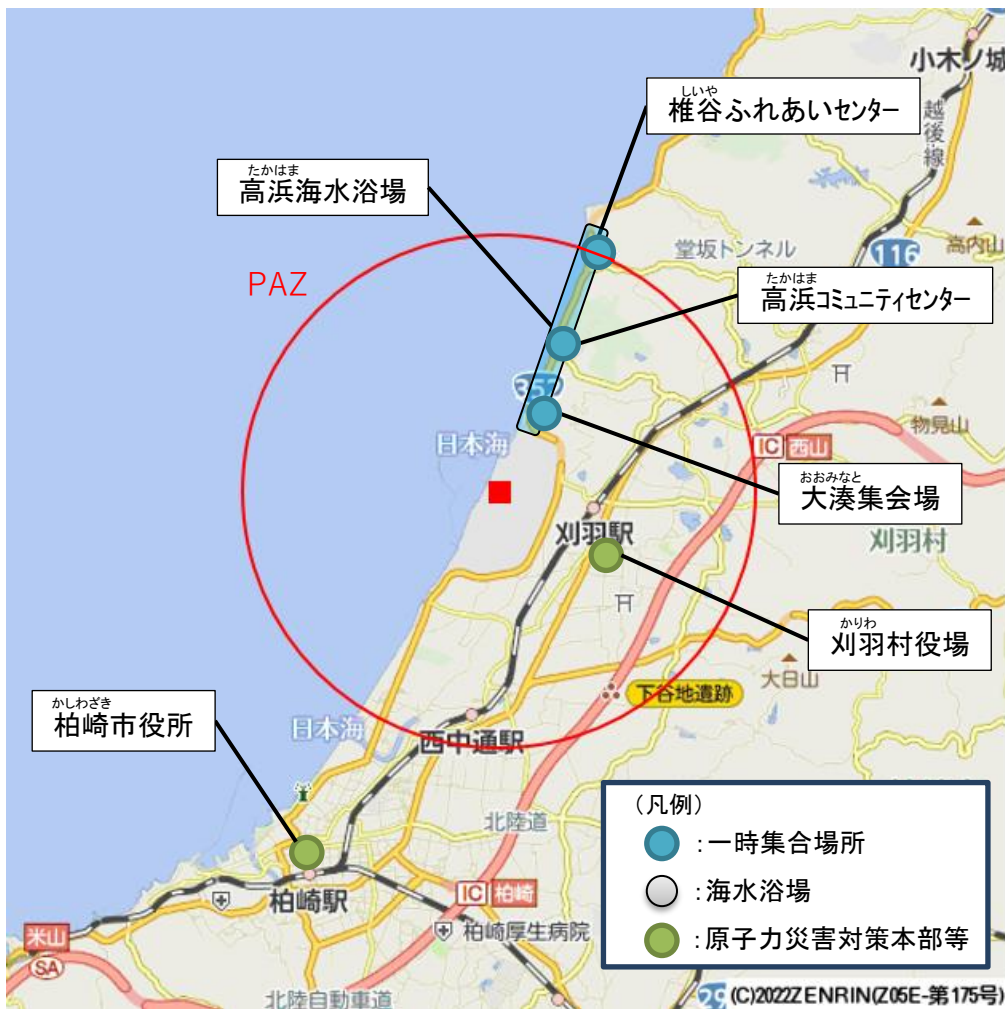 小木ノ城
しいや
椎谷ふれあいセンター
越後線
たかはま
高浜海水浴場
高内山
堂坂トンネル
116
PAZ
たかはま
高浜コミュニティセンター
352
物見山
日本海
IC 西山
おおみなと
大湊集会場
刈羽駅
刈羽村
かりわ
刈羽村役場
大日山
下谷地遺跡
かしわざき
柏崎市役所
日本海
西中通駅
(凡例)
:一時集合場所
:海水浴場
:原子力災害対策本部等
北陸道
柏崎駅
IC 柏崎
柏崎厚生病院
米山
SA
北陸自動車道
(C)2022ZENRIN(Z05E-第175号)